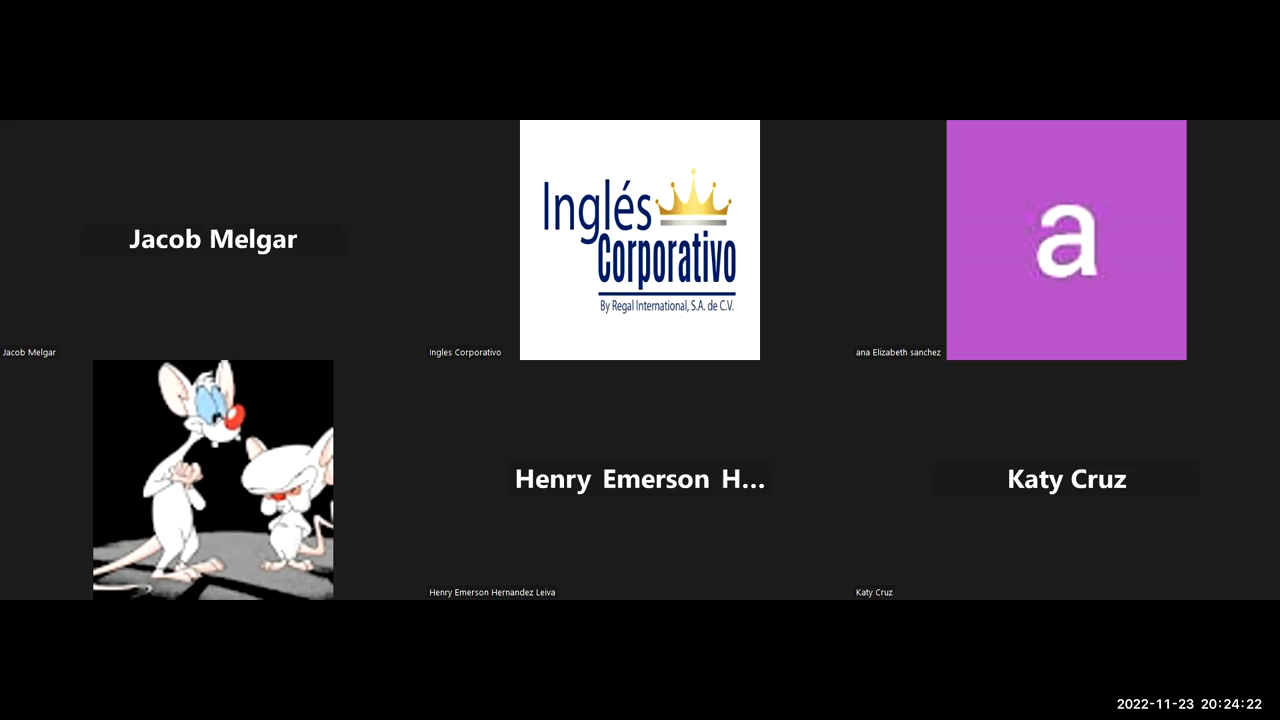 Jacob Melgar
Inglés
Corporativo
By Regal International, S.A. de C.V.
a
Jacob Melgar
Ingles Corporativo
ana Elizabeth sanchez
Henry Emerson H...
Katy Cruz
Henry Emerson Hernandez Leiva
Katy Cruz
2022-11-23 20:24:22